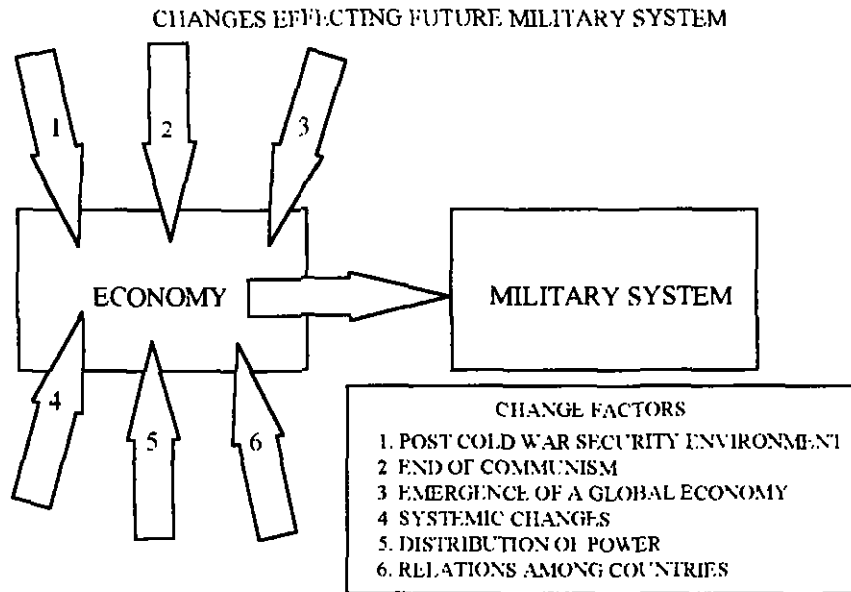 CHANGES EFFECTING FUTURE MILITARY SYSTEM
1
2
3
ECONOMY
MILITARY SYSTEM
4
5
6
CHANGE FACTORS
1. POST COLD WAR SECURITY ENVIRONMENT
2 END OF COMMUNISM
3 EMERGENCE OF A GLOBAL ECONOMY
4 SYSTEMIC CHANGES
5. DISTRIBUTION OF POWER
6. RELATIONS AMONG COUNTRIES